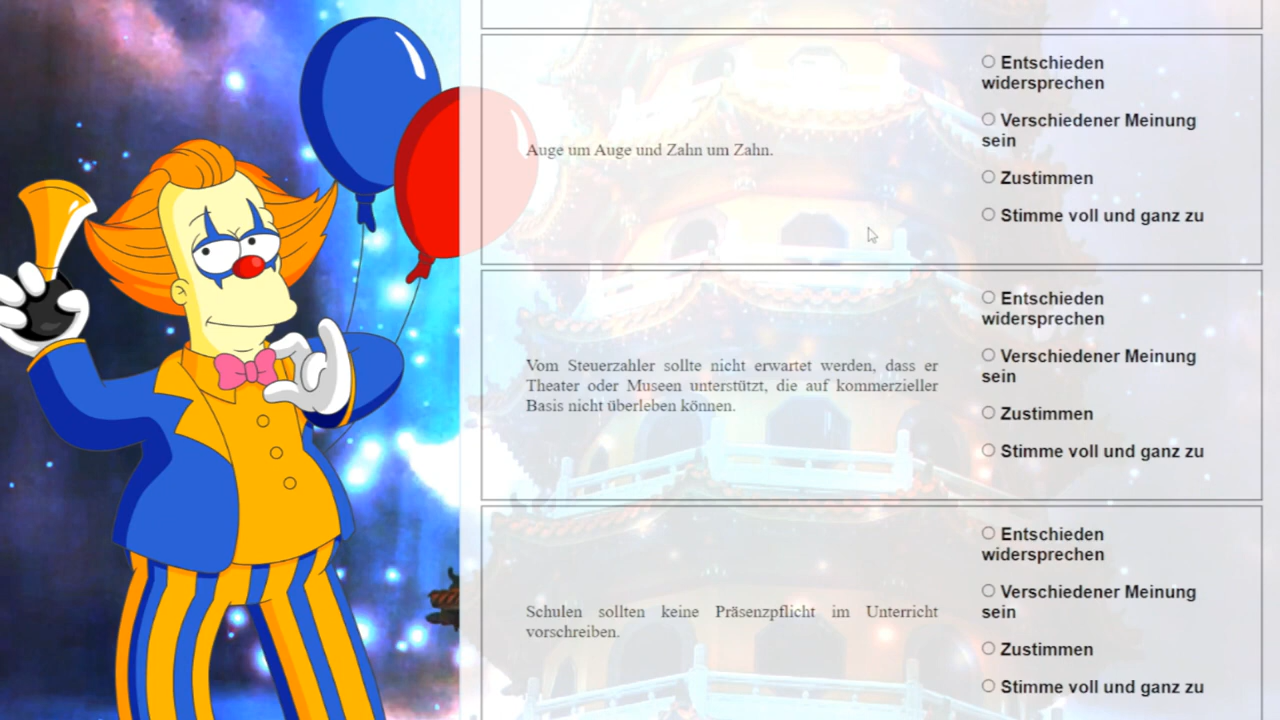 Entschieden
widersprechen
Verschiedener Meinung
sein
Auge um Auge und Zahn um Zahn.
Zustimmen
Stimme voll und ganz zu
Entschieden
widersprechen
Verschiedener Meinung
sein
Vom Steuerzahler sollte nicht erwartet werden, dass er
Theater oder Museen unterstützt, die auf kommerzieller
Basis nicht überleben können.
Zustimmen
Stimme voll und ganz zu
Entschieden
widersprechen
Verschiedener Meinung
sein
Schulen sollten keine Präsenzpflicht im Unterricht
vorschreiben.
Zustimmen
Stimme voll und ganz zu